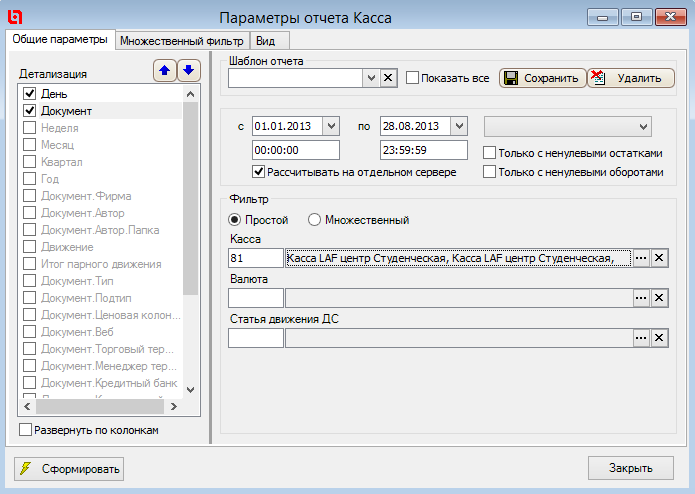 Параметры отчета Касса
Общие параметры
Множественный фильтр
Вид
Детализация
День
Документ
Неделя
Месяц
Квартал
Год
Документ.Фирма
Документ.Автор
Документ.Автор.Папка
Движение
Итог парного движения
Документ.Тип
Документ.Подтип
Документ.Ценовая колон...
Документ.Веб
Документ.Торговый тер...
Документ.Менеджер тер...
Документ.Кредитный банк
Развернуть по колонкам
Шаблон отчета
Показать все
Сохранить
Удалить
с 01.01.2013 по 28.08.2013
00:00:00 23:59:59
Только с ненулевыми остатками
Рассчитывать на отдельном сервере
Только с ненулевыми оборотами
Фильтр
Простой
Множественный
Касса
81 Касса LAF центр Студенческая, Касса LAF центр Студенческая,
Валюта
Статья движения ДС
Сформировать
Закрыть